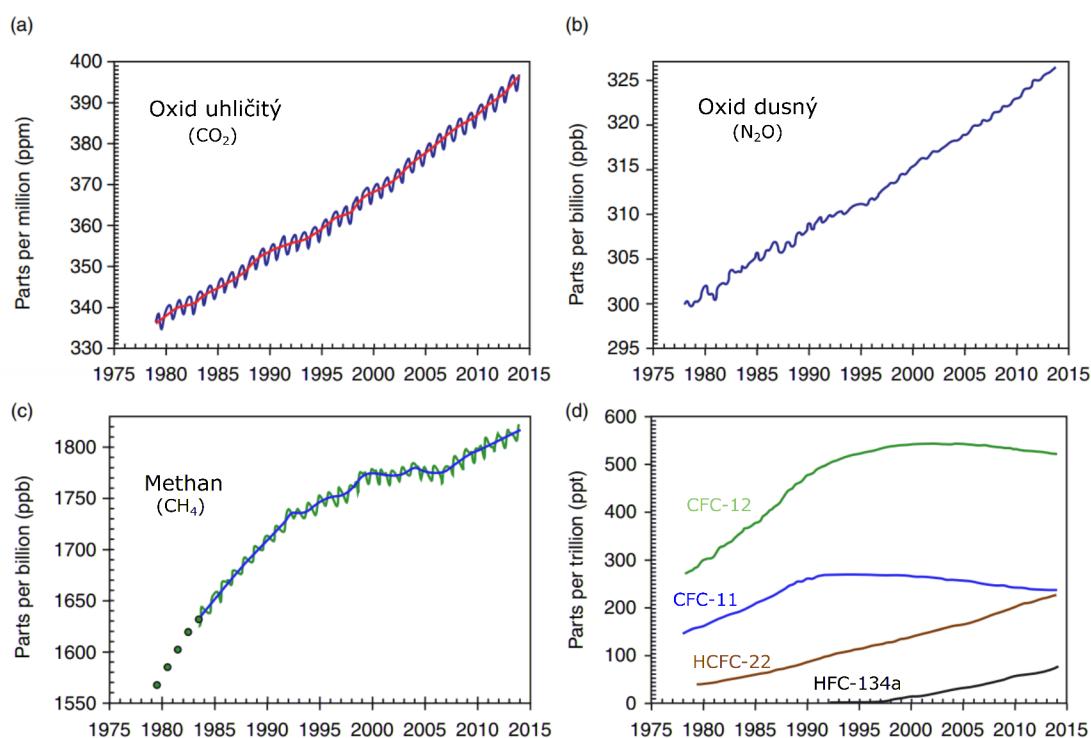 (a)
Parts per million (ppm)
400
390
380
370
360
350
340
330
Oxid uhličitý
(CO₂)
1975 1980 1985 1990 1995 2000 2005 2010 2015
(b)
Parts per billion (ppb)
325
320
315
310
305
300
295
Oxid dusný
(N₂O)
1975 1980 1985 1990 1995 2000 2005 2010 2015
(c)
Parts per billion (ppb)
1800
1750
1700
1650
1600
1550
Methan
(CH₄)
1975 1980 1985 1990 1995 2000 2005 2010 2015
(d)
Parts per trillion (ppt)
600
500
400
300
200
100
0
CFC-12
CFC-11
HCFC-22
HFC-134a
1975 1980 1985 1990 1995 2000 2005 2010 2015